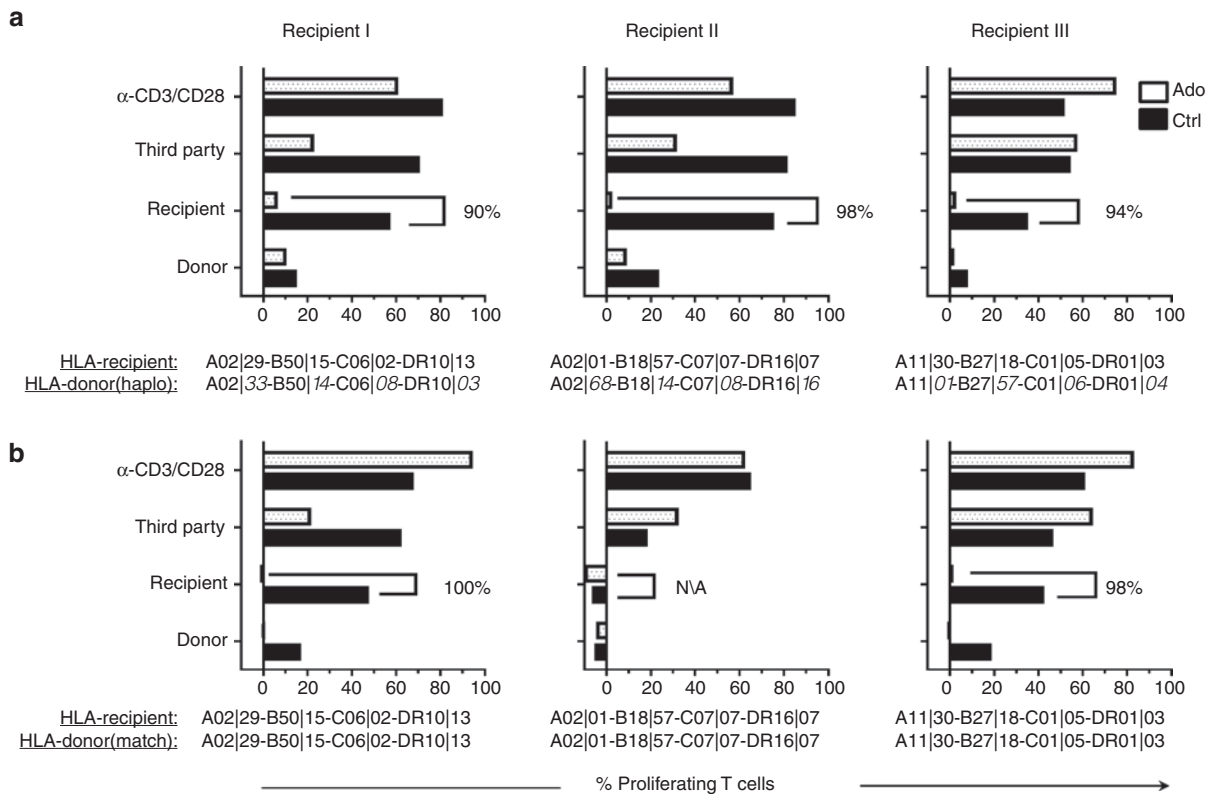 a
Recipient I Recipient II Recipient III
α-CD3/CD28
Third party
Recipient
Donor
90% 98% 94%
Ado
Ctrl
0 20 40 60 80 100 0 20 40 60 80 100 0 20 40 60 80 100
HLA-recipient: A02|29-B50|15-C06|02-DR10|13 A02|01-B18|57-C07|07-DR16|07 A11|30-B27|18-C01|05-DR01|03
HLA-donor(haplo): A02|33-B50|14-C06|08-DR10|03 A02|68-B18|14-C07|08-DR16|16 A11|01-B27|57-C01|06-DR01|04
b
α-CD3/CD28
Third party
Recipient
Donor
100% N\A 98%
0 20 40 60 80 100 0 20 40 60 80 100 0 20 40 60 80 100
HLA-recipient: A02|29-B50|15-C06|02-DR10|13 A02|01-B18|57-C07|07-DR16|07 A11|30-B27|18-C01|05-DR01|03
HLA-donor(match): A02|29-B50|15-C06|02-DR10|13 A02|01-B18|57-C07|07-DR16|07 A11|30-B27|18-C01|05-DR01|03
% Proliferating T cells